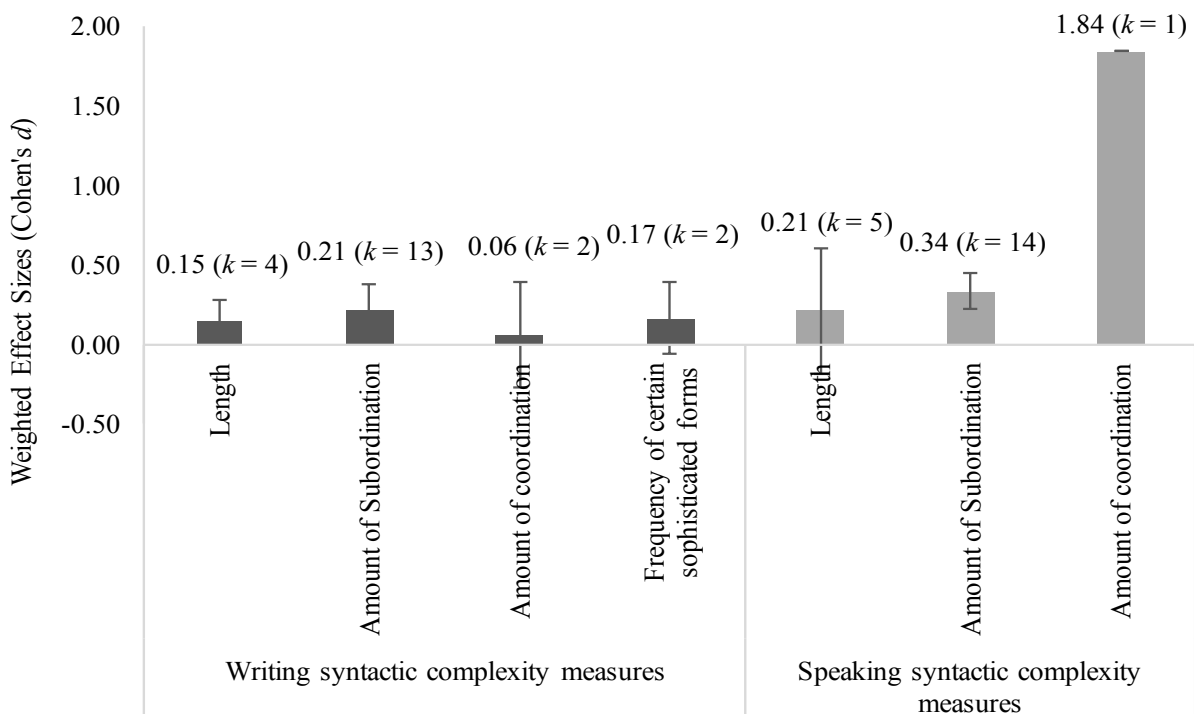 Weighted Effect Sizes (Cohen's d)
2.00
1.50
1.00
0.50
0.00
-0.50
0.15 (k = 4)
0.21 (k = 13)
0.06 (k = 2)
0.17 (k = 2)
0.21 (k = 5)
0.34 (k = 14)
1.84 (k = 1)
Length
Amount of Subordination
Amount of coordination
Frequency of certain
sophisticated forms
Length
Amount of Subordination
Amount of coordination
Writing syntactic complexity measures
Speaking syntactic complexity
measures